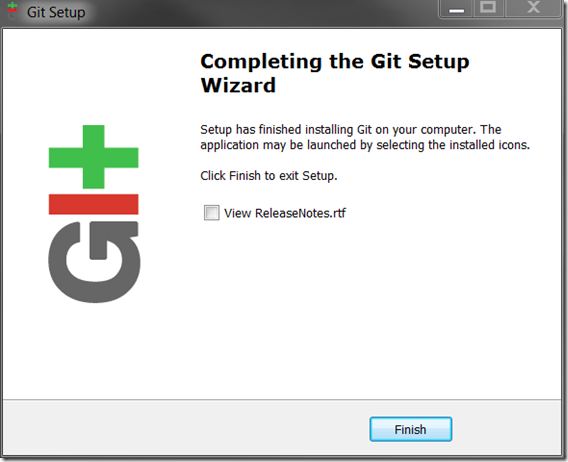 Git Setup
Completing the Git Setup
Wizard
Setup has finished installing Git on your computer. The
application may be launched by selecting the installed icons.
Click Finish to exit Setup.
View ReleaseNotes.rtf
GIt
Finish